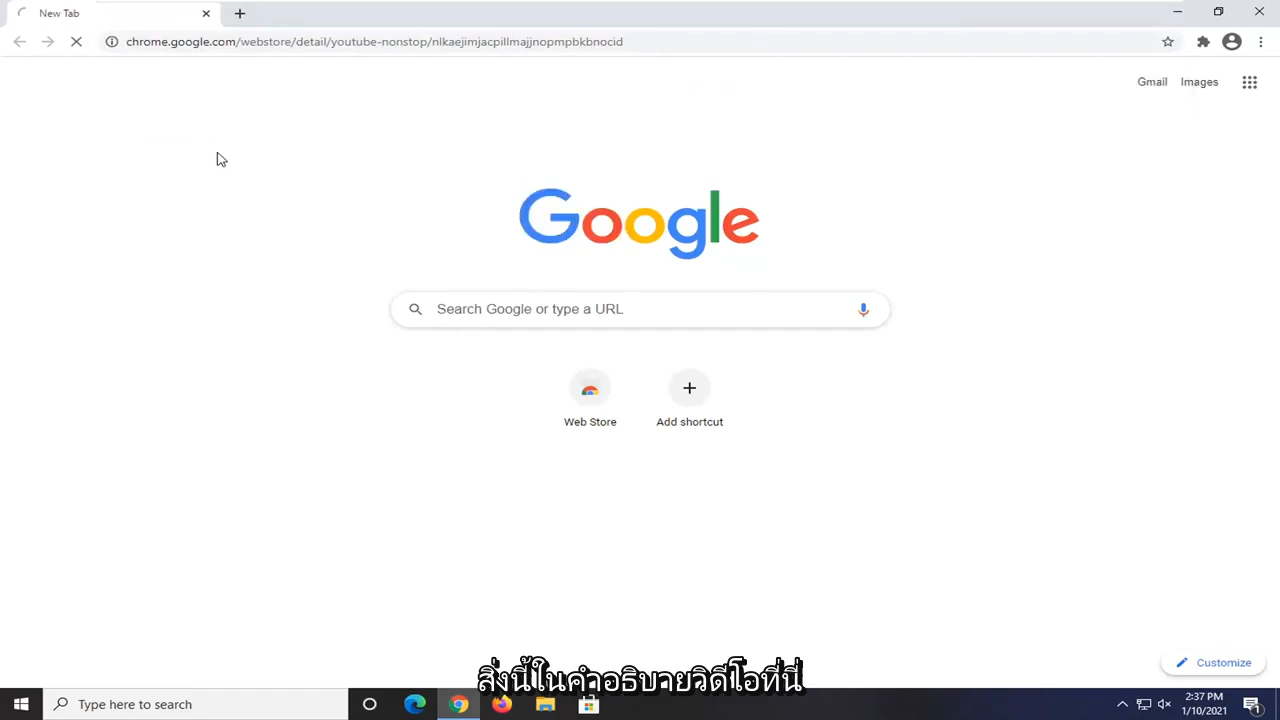 New Tab
chrome.google.com/webstore/detail/youtube-nonstop/nlkaejimjacpillmajjnopmpbkbnocid
Gmail Images
Google
Search Google or type a URL
Web Store Add shortcut
Customize
สิ่งนี้ในคำอธิบายวิดีโอที่นี่
Type here to search
2:37 PM
1/10/2021
1